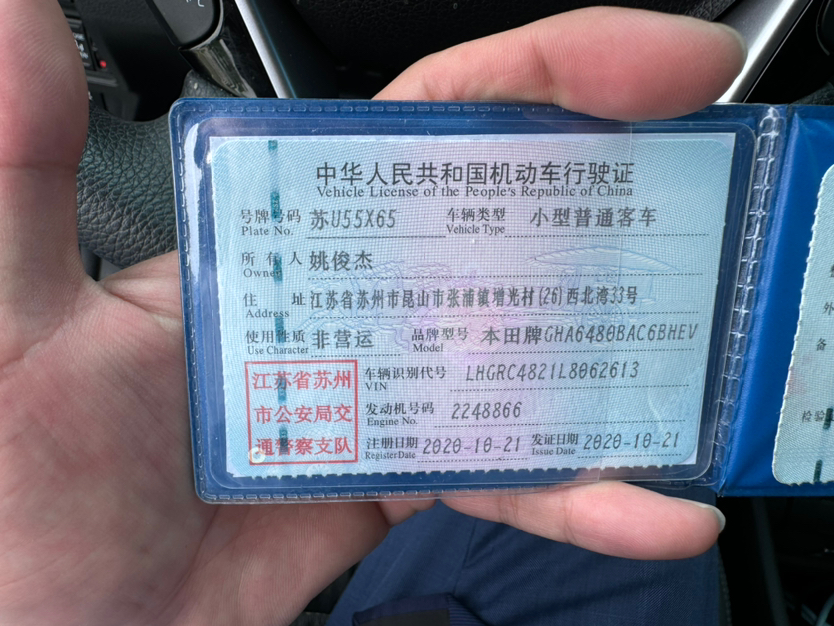 中华人民共和国机动车行驶证
Vehicle License of the People's Republic of China
号牌号码 苏U55X65 车辆类型 小型普通客车
Plate No. Vehicle Type
所有人 姚俊杰
Owner
住址 江苏省苏州市昆山市张浦镇增光村(26)西北湾33号
Address
使用性质 非营运 品牌型号 本田牌GHA6480BAC6BHEV
Use Character Model
江苏省苏州
市公安局交
通警察支队
车辆识别代号 LHGRC4821L8062613
VIN
发动机号码 2248866
Engine No.
注册日期 2020-10-21 发证日期 2020-10-21
Register Date Issue Date
外
备
检验